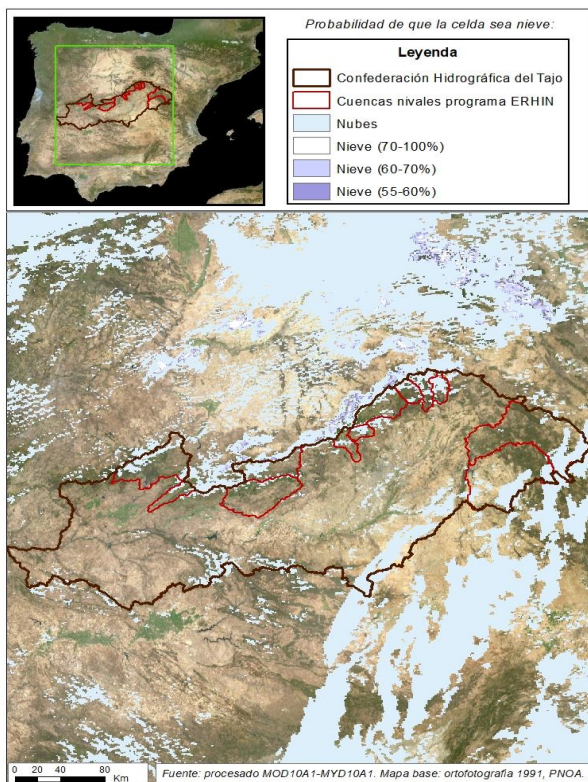 Probabilidad de que la celda sea nieve:
Leyenda
Confederación Hidrográfica del Tajo
Cuencas nivales programa ERHIN
Nubes
Nieve (70-100%)
Nieve (60-70%)
Nieve (55-60%)
0 20 40 80
Km
Fuente: procesado MOD10A1-MYD10A1. Mapa base: orofotografía 1991, PNOA